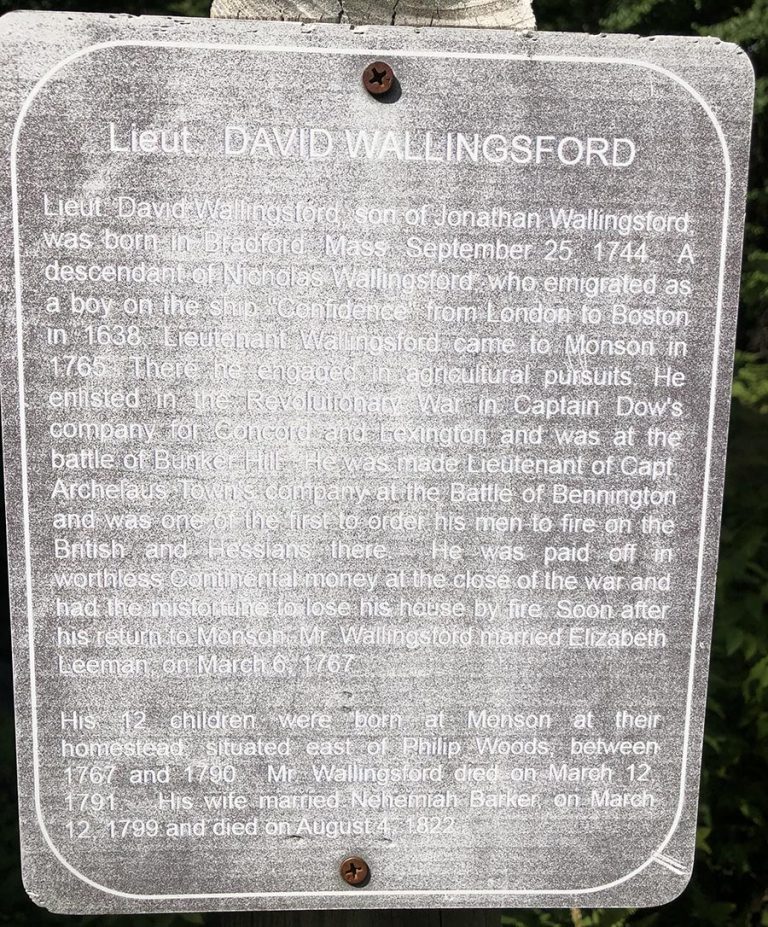 Lieut. DAVID WALLINGSFORD
Lieut. David Wallingsford, son of Jonathan Wallingsford,
was born in Bradford, Mass. September 25, 1744. A
descendant of Nicholas Wallingsford, who emigrated as
a boy on the ship "Confidence" from London to Boston
in 1638. Lieutenant Wallingsford came to Monson in
1765. There he engaged in agricultural pursuits. He
enlisted in the Revolutionary War in Captain Dow's
company for Concord and Lexington and was at the
battle of Bunker Hill. He was made Lieutenant of Capt.
Archelaus Town's company at the Battle of Bennington
and was one of the first to order his men to fire on the
British and Hessians there. He was paid off in
worthless Continental money at the close of the war and
had the misfortune to lose his house by fire. Soon after
his return to Monson, Mr. Wallingsford married Elizabeth
Leeman, on March 6, 1767.
His 12 children were born at Monson at their
homestead, situated east of Philip Woods, between
1767 and 1790. Mr. Wallingsford died on March 12,
1791. His wife married Nehemiah Barker, on March
12, 1799 and died on August 4, 1822.